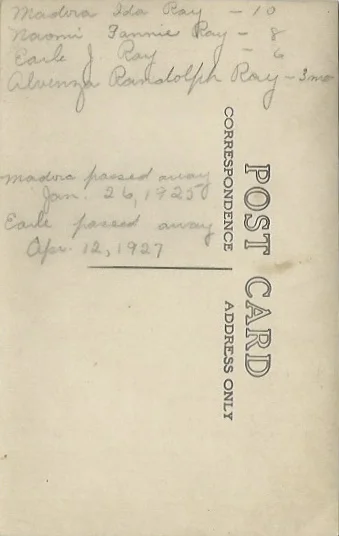 Madora Ida Ray - 10
Naomi Fannie Ray - 8
Earle J. Ray - 6
Alvenza Randolph Ray - 3 mo
Madora passed away
Jan. 26, 1925
Earle passed away
Apr. 12, 1927
POST CARD
CORRESPONDENCE
ADDRESS ONLY